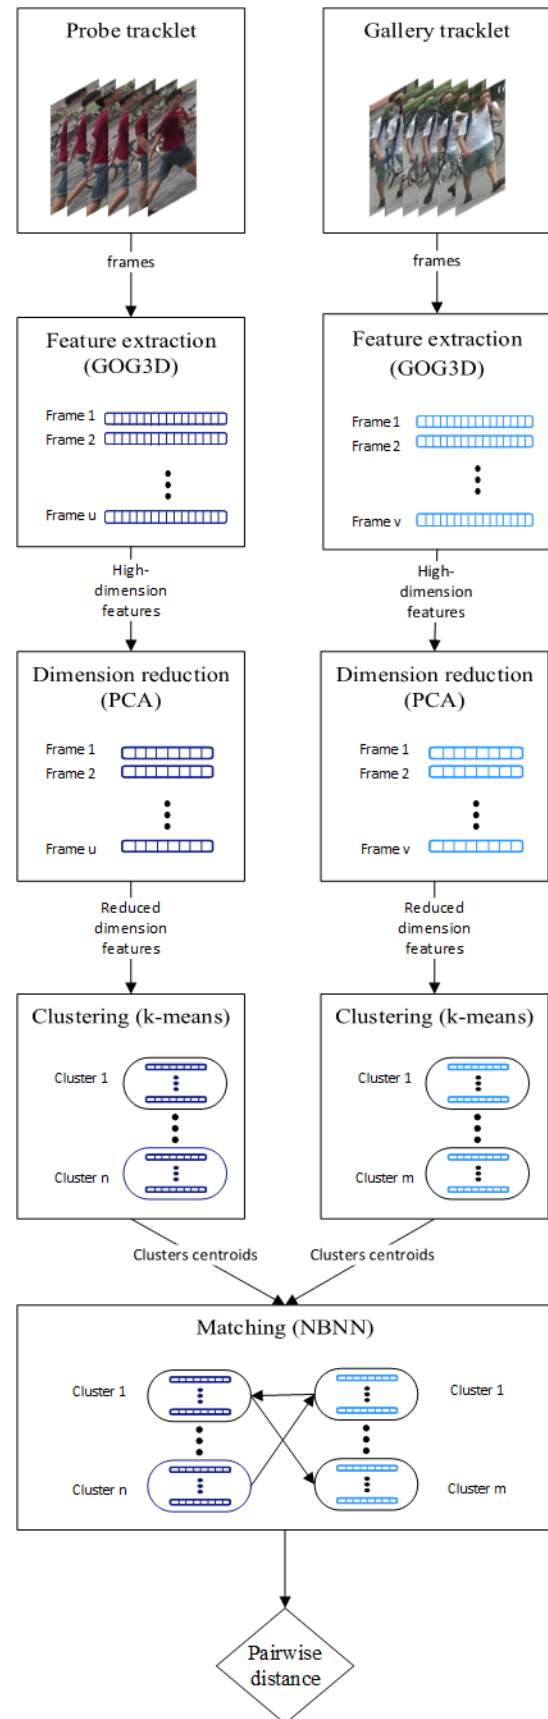 Probe tracklet
Gallery tracklet
frames
frames
Feature extraction
(GOG3D)
Frame 1
Frame 2
Frame u
Feature extraction
(GOG3D)
Frame 1
Frame 2
Frame v
High-
dimension
features
High-
dimension
features
Dimension reduction
(PCA)
Frame 1
Frame 2
Frame u
Dimension reduction
(PCA)
Frame 1
Frame 2
Frame v
Reduced
dimension
features
Reduced
dimension
features
Clustering (k-means)
Cluster 1
Cluster n
Clustering (k-means)
Cluster 1
Cluster m
Clusters centroids
Clusters centroids
Matching (NBNN)
Cluster 1
Cluster 1
Cluster n
Cluster m
Pairwise
distance